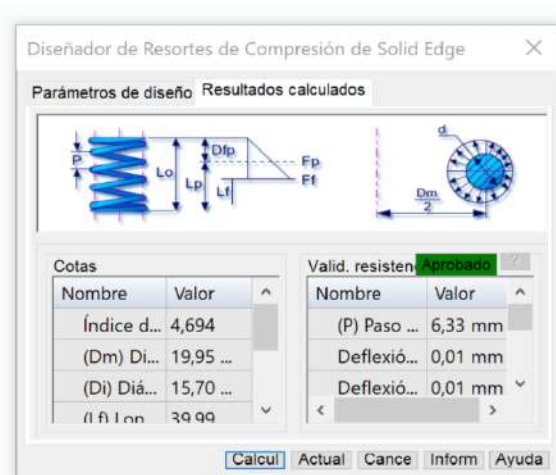 Diseñador de Resortes de Compresión de Solid Edge
Parámetros de diseño Resultados calculados
P Lo Dfp Lp Lf Fp Ff d Dm 2
Cotas
Nombre Valor
Índice d... 4,694
(Dm) Di... 19,95 ...
(Di) Diá... 15,70 ...
(Lf) Lon 39,99
Valid. resisten Aprobado ?
Nombre Valor
(P) Paso ... 6,33 mm
Deflexió... 0,01 mm
Deflexió... 0,01 mm
Calcul Actual Cance Inform Ayuda